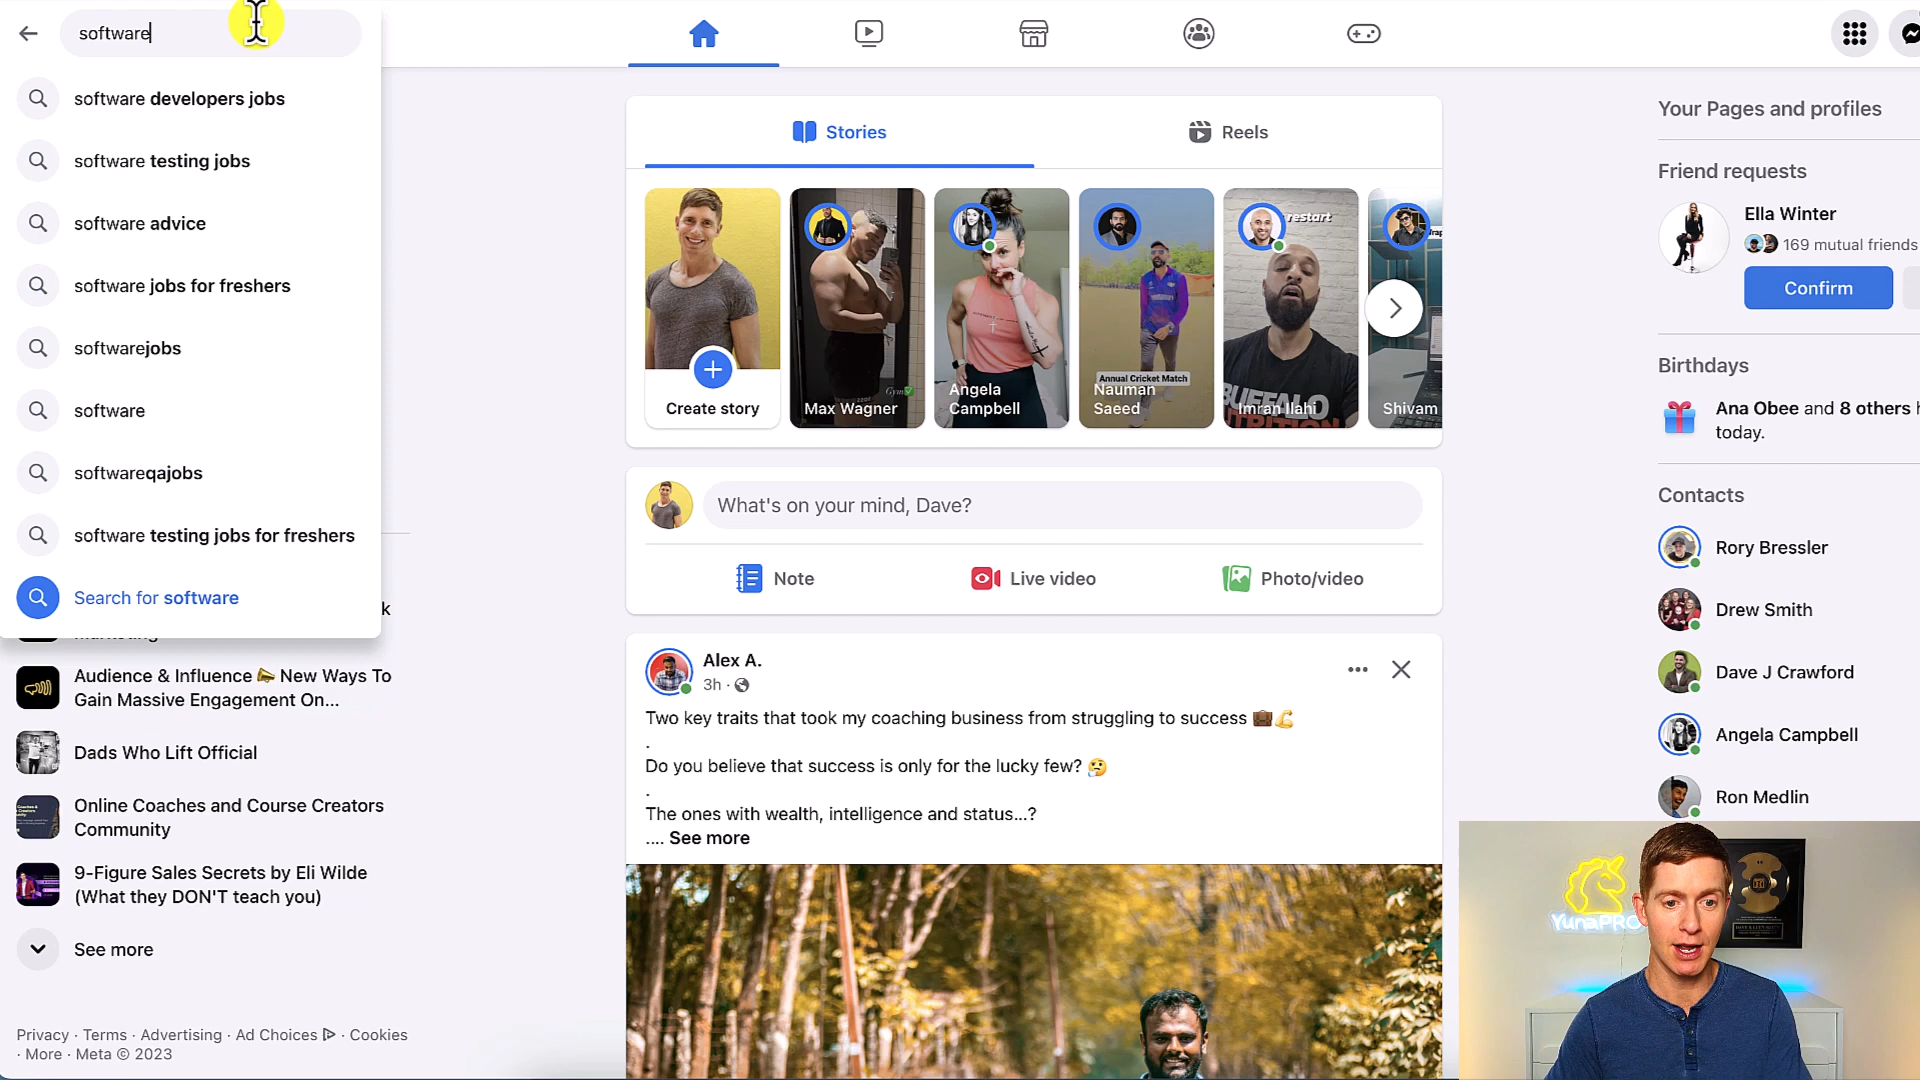 software
software developers jobs
software testing jobs
software advice
software jobs for freshers
softwarejobs
software
softwareqajobs
software testing jobs for freshers
Search for software
k
Audience & Influence 📣 New Ways To
Gain Massive Engagement On...
Dads Who Lift Official
Online Coaches and Course Creators
Community
9-Figure Sales Secrets by Eli Wilde
(What they DON'T teach you)
See more
Privacy · Terms · Advertising · Ad Choices · Cookies
· More · Meta © 2023
Stories
Reels
Create story
Gym✅
Max Wagner
Angela
Campbell
Annual Cricket Match
Nauman
Saeed
restart
BUFFALO
NUTRITION
Imran Ilahi
Shivam
What's on your mind, Dave?
Note
Live video
Photo/video
Alex A.
3h ·
Two key traits that took my coaching business from struggling to success 💼💪
.
Do you believe that success is only for the lucky few? 🤔
.
The ones with wealth, intelligence and status...?
.... See more
Your Pages and profiles
Friend requests
Ella Winter
169 mutual friends
Confirm
Birthdays
Ana Obee and 8 others h
today.
Contacts
Rory Bressler
Drew Smith
Dave J Crawford
Angela Campbell
Ron Medlin
YunaPRO